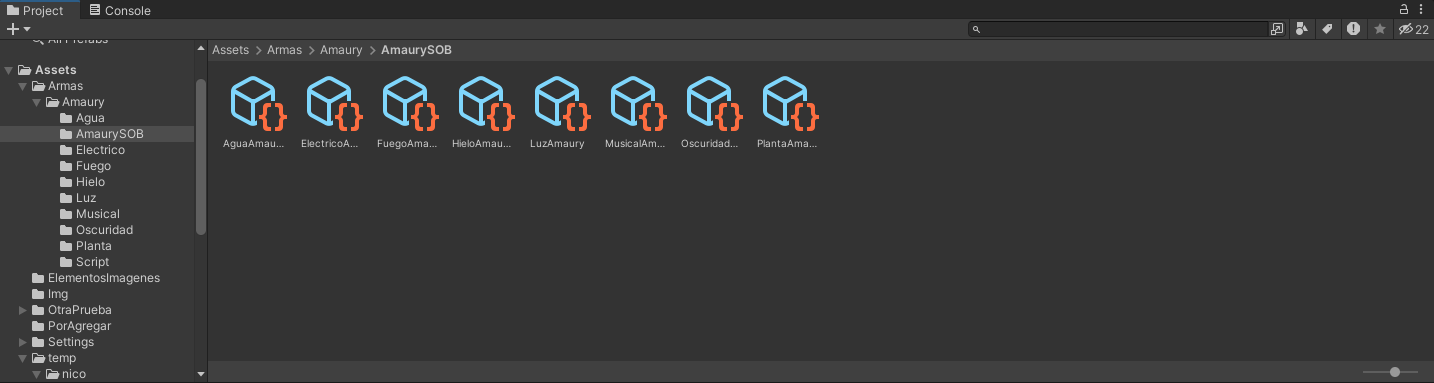 Project Console
22
All Prefabs
Assets > Armas > Amaury > AmaurySOB
Assets
Armas
Amaury
Agua
AmaurySOB
Electrico
Fuego
Hielo
Luz
Musical
Oscuridad
Planta
Script
ElementosImagenes
Img
OtraPrueba
PorAgregar
Settings
temp
nico
AguaAmau... ElectricoA... FuegoAma... HieloAmau... LuzAmaury MusicalAm... Oscuridad... PlantaAma...